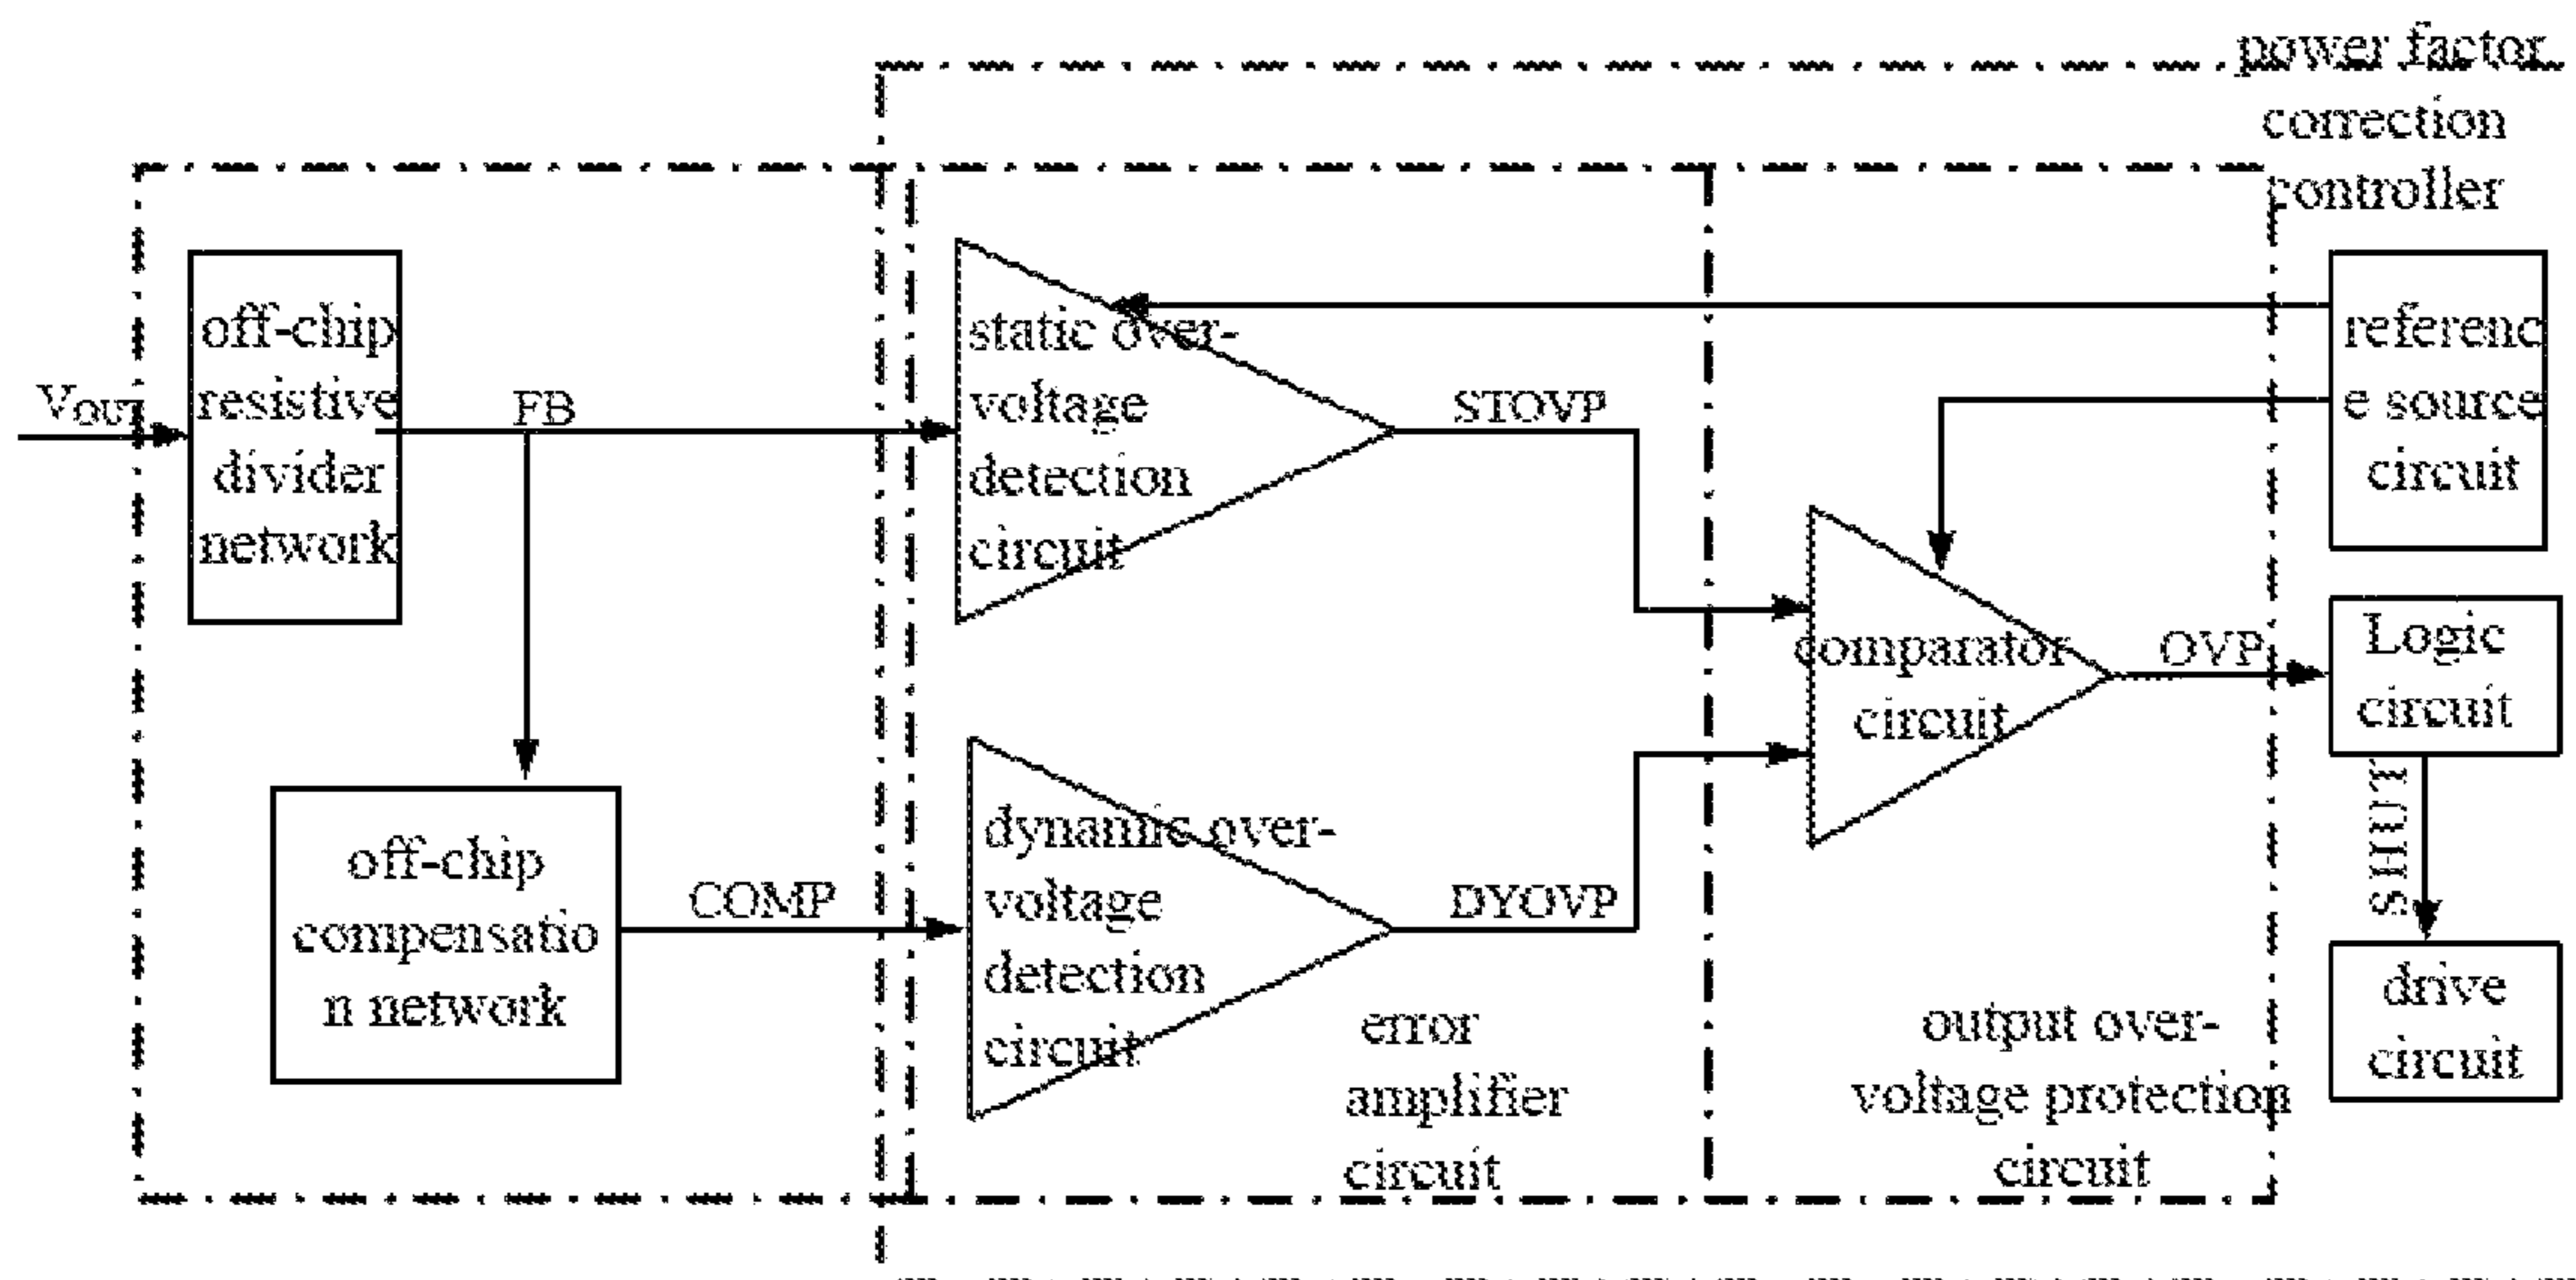 power factor
correction
controller
off-chip
resistive
divider
network
VOUT
FB
static over-
voltage
detection
circuit
STOVP
referenc
e source
circuit
comparator
circuit
OVP
Logic
circuit
SHUT
drive
circuit
off-chip
compensatio
n network
COMP
dynamic over-
voltage
detection
circuit
DYOVP
error
amplifier
circuit
output over-
voltage protection
circuit